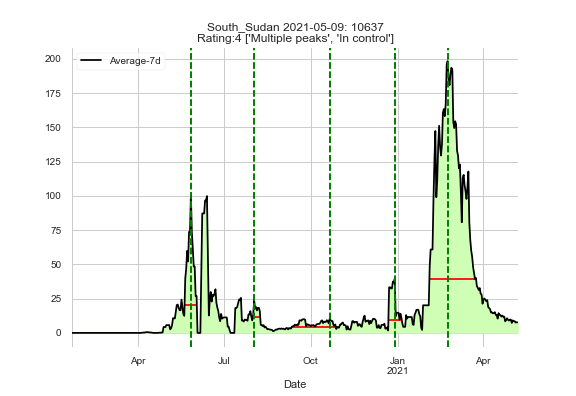 South_Sudan 2021-05-09: 10637
Rating:4 ['Multiple peaks', 'In control']
Average-7d
200
175
150
125
100
75
50
25
0
Apr
Jul
Oct
Jan
2021
Apr
Date